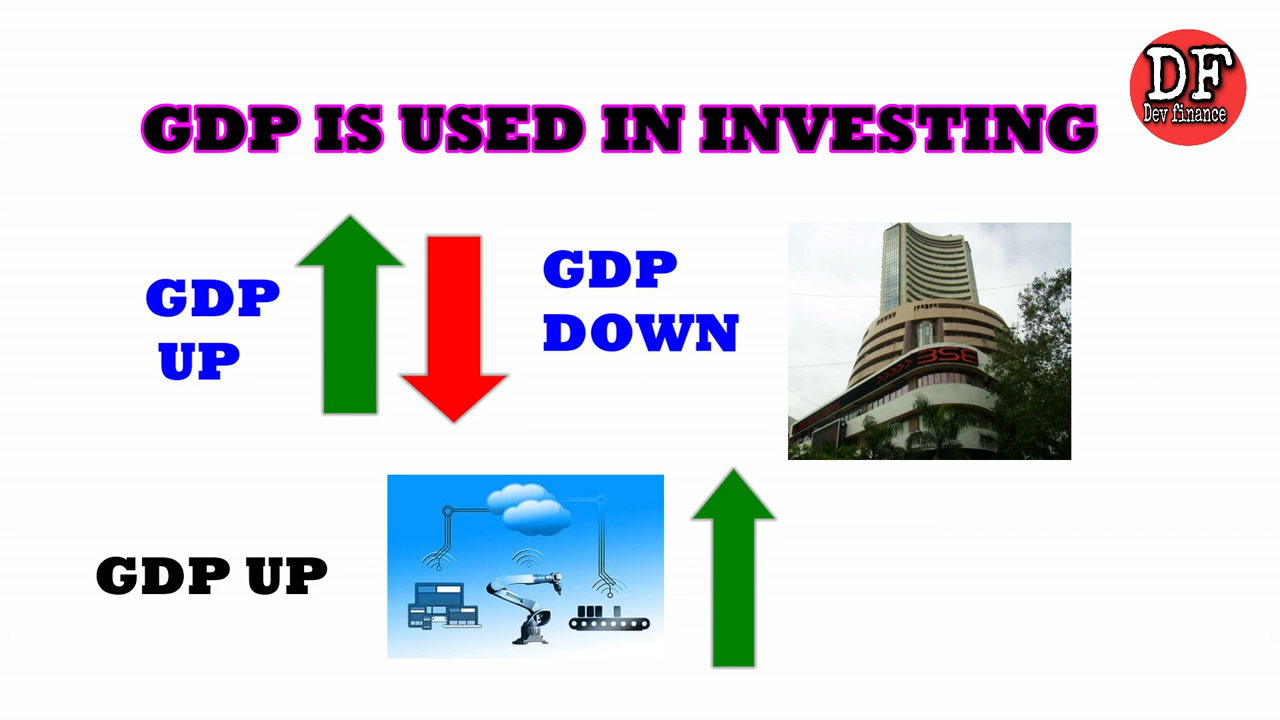 GDP IS USED IN INVESTING
DF
Dev finance
GDP
UP
GDP
DOWN
>>>>> BSE
GDP UP